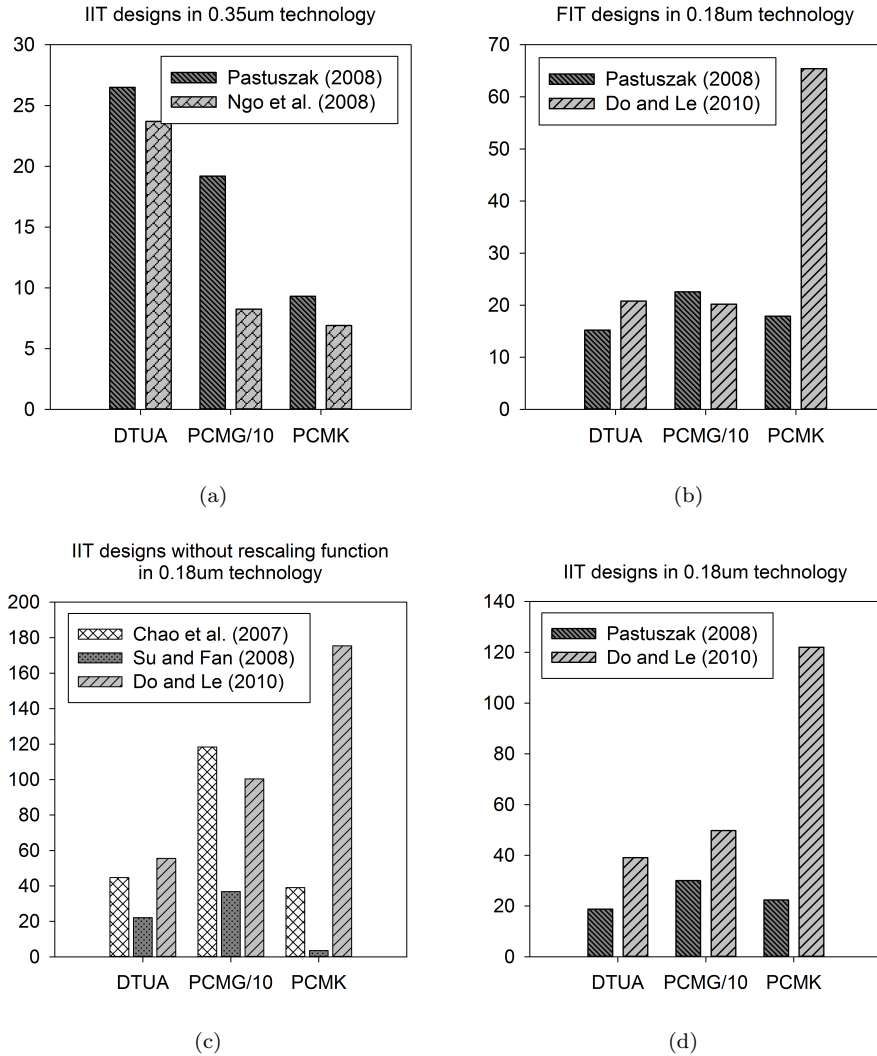 IIT designs in 0.35um technology
30
25
20
15
10
5
0
Pastuszak (2008)
Ngo et al. (2008)
DTUA PCMG/10 PCMK
(a)
FIT designs in 0.18um technology
70
60
50
40
30
20
10
0
Pastuszak (2008)
Do and Le (2010)
DTUA PCMG/10 PCMK
(b)
IIT designs without rescaling function
in 0.18um technology
200
180
160
140
120
100
80
60
40
20
0
Chao et al. (2007)
Su and Fan (2008)
Do and Le (2010)
DTUA PCMG/10 PCMK
(c)
IIT designs in 0.18um technology
140
120
100
80
60
40
20
0
Pastuszak (2008)
Do and Le (2010)
DTUA PCMG/10 PCMK
(d)